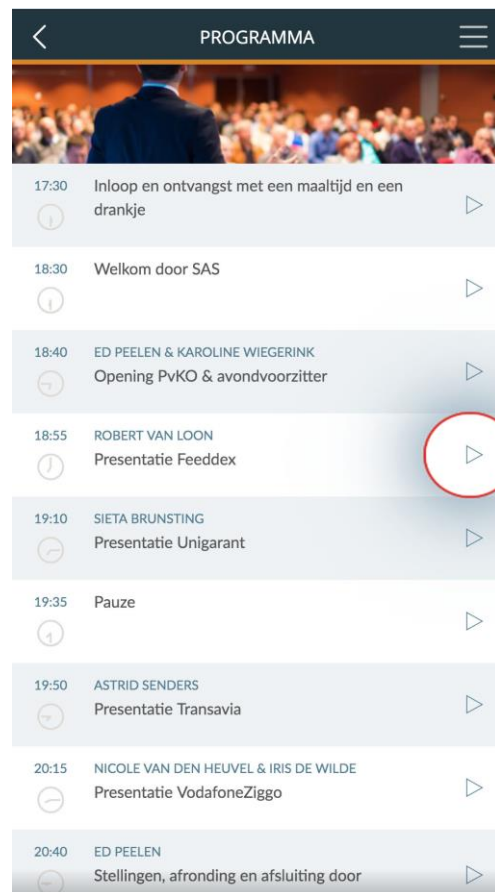 PROGRAMMA
17:30 Inloop en ontvangst met een maaltijd en een
drankje
18:30 Welkom door SAS
18:40 ED PEELEN & KAROLINE WIEGERINK
Opening PvKO & avondvoorzitter
18:55 ROBERT VAN LOON
Presentatie Feeddex
19:10 SIETA BRUNSTING
Presentatie Unigarant
19:35 Pauze
19:50 ASTRID SENDERS
Presentatie Transavia
20:15 NICOLE VAN DEN HEUVEL & IRIS DE WILDE
Presentatie VodafoneZiggo
20:40 ED PEELEN
Stellingen, afronding en afsluiting door